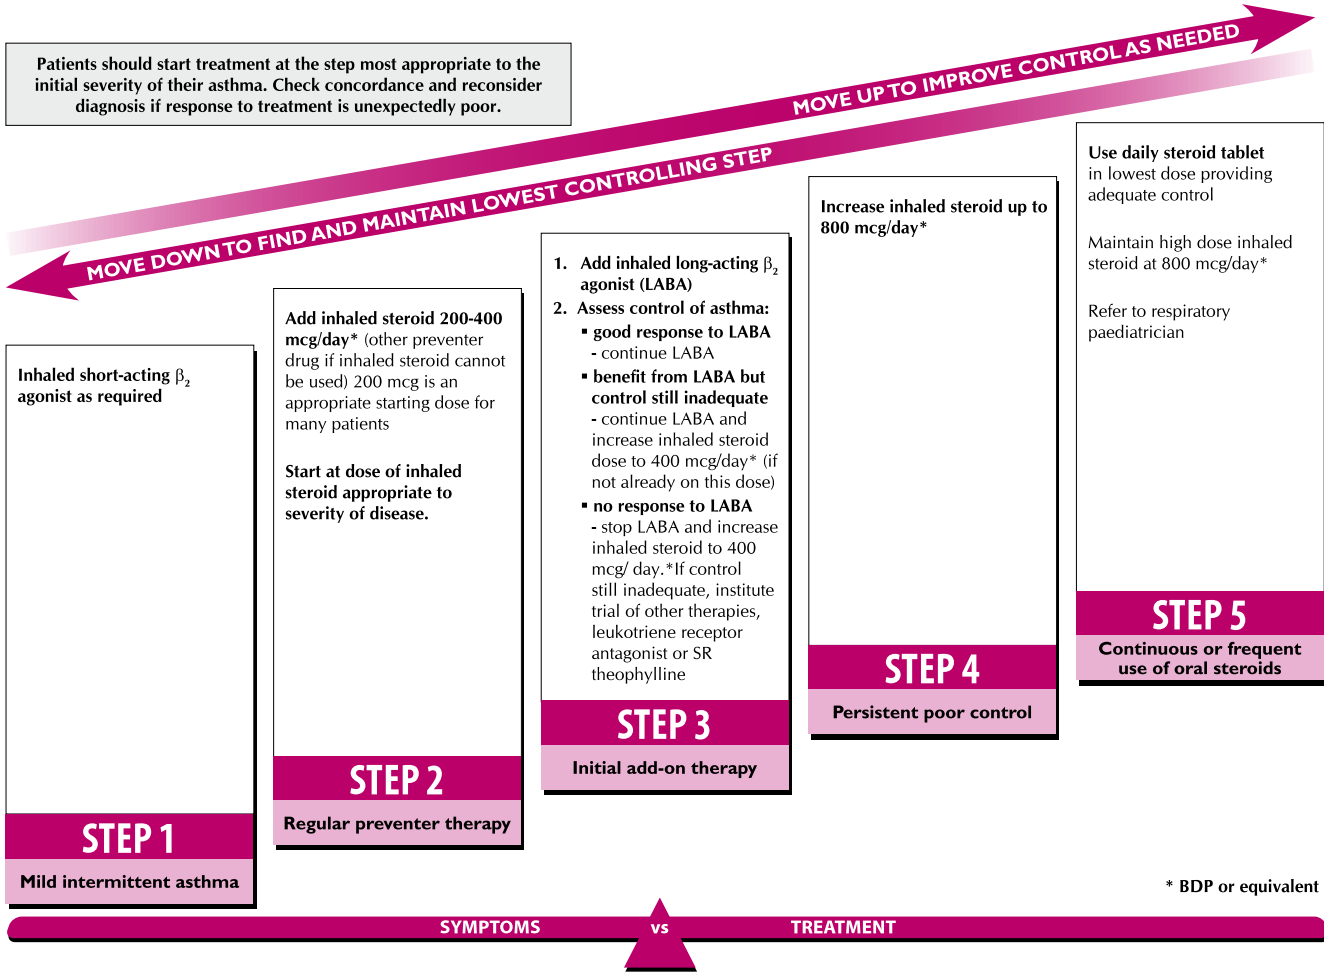 Patients should start treatment at the step most appropriate to the
initial severity of their asthma. Check concordance and reconsider
diagnosis if response to treatment is unexpectedly poor.
MOVE UP TO IMPROVE CONTROL AS NEEDED
MOVE DOWN TO FIND AND MAINTAIN LOWEST CONTROLLING STEP
Inhaled short-acting β₂
agonist as required
STEP 1
Mild intermittent asthma
Add inhaled steroid 200-400
mcg/day* (other preventer
drug if inhaled steroid cannot
be used) 200 mcg is an
appropriate starting dose for
many patients
Start at dose of inhaled
steroid appropriate to
severity of disease.
STEP 2
Regular preventer therapy
1. Add inhaled long-acting β₂
agonist (LABA)
2. Assess control of asthma:
▪ good response to LABA
- continue LABA
▪ benefit from LABA but
control still inadequate
- continue LABA and
increase inhaled steroid
dose to 400 mcg/day* (if
not already on this dose)
▪ no response to LABA
- stop LABA and increase
inhaled steroid to 400
mcg/ day.*If control
still inadequate, institute
trial of other therapies,
leukotriene receptor
antagonist or SR
theophylline
STEP 3
Initial add-on therapy
Increase inhaled steroid up to
800 mcg/day*
STEP 4
Persistent poor control
Use daily steroid tablet
in lowest dose providing
adequate control
Maintain high dose inhaled
steroid at 800 mcg/day*
Refer to respiratory
paediatrician
STEP 5
Continuous or frequent
use of oral steroids
* BDP or equivalent
SYMPTOMS vs TREATMENT